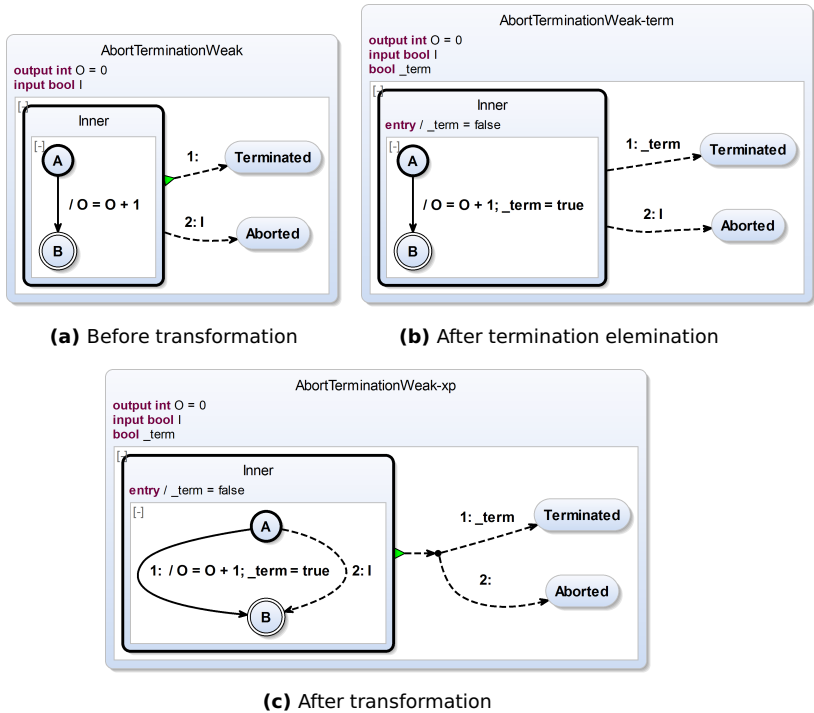 AbortTerminationWeak
output int O = 0
input bool I
[-]
Inner
[-]
A
/ O = O + 1
B
1:
Terminated
2: I
Aborted
(a) Before transformation
AbortTerminationWeak-term
output int O = 0
input bool I
bool _term
[-]
Inner
entry / _term = false
[-]
A
/ O = O + 1; _term = true
B
1: _term
Terminated
2: I
Aborted
(b) After termination elemination
AbortTerminationWeak-xp
output int O = 0
input bool I
bool _term
[-]
Inner
entry / _term = false
[-]
A
1: / O = O + 1; _term = true
2: I
B
1: _term
Terminated
2:
Aborted
(c) After transformation